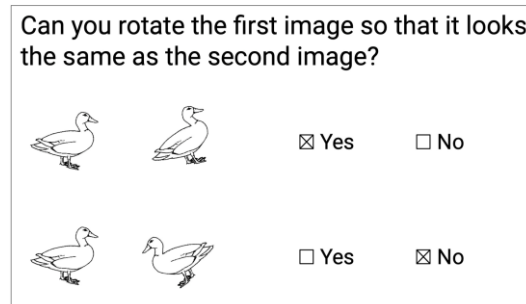 Can you rotate the first image so that it looks
the same as the second image?
☒ Yes ☐ No
☐ Yes ☒ No